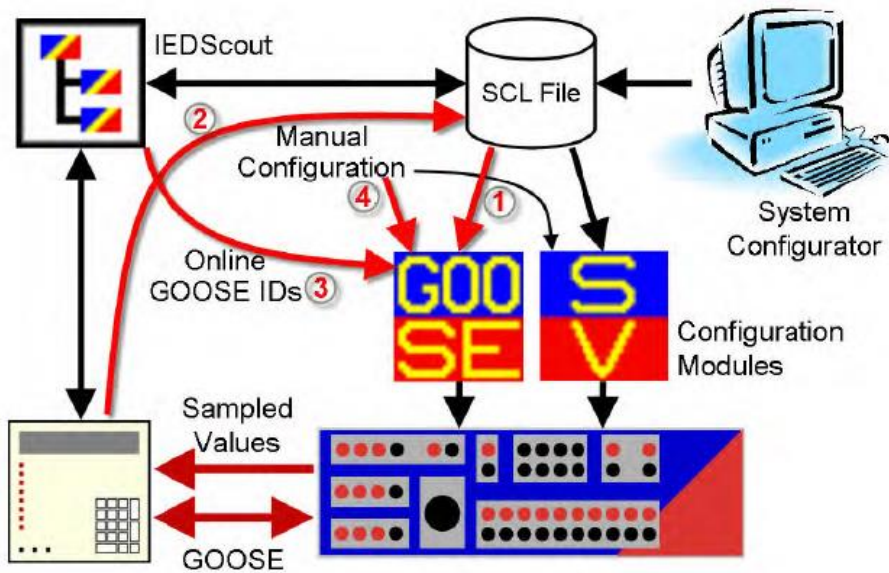 IEDScout
SCL File
2
Manual
Configuration
4
1
System
Configurator
Online
GOOSE IDs
3
GOO
SE
S
V
Configuration
Modules
Sampled
Values
GOOSE